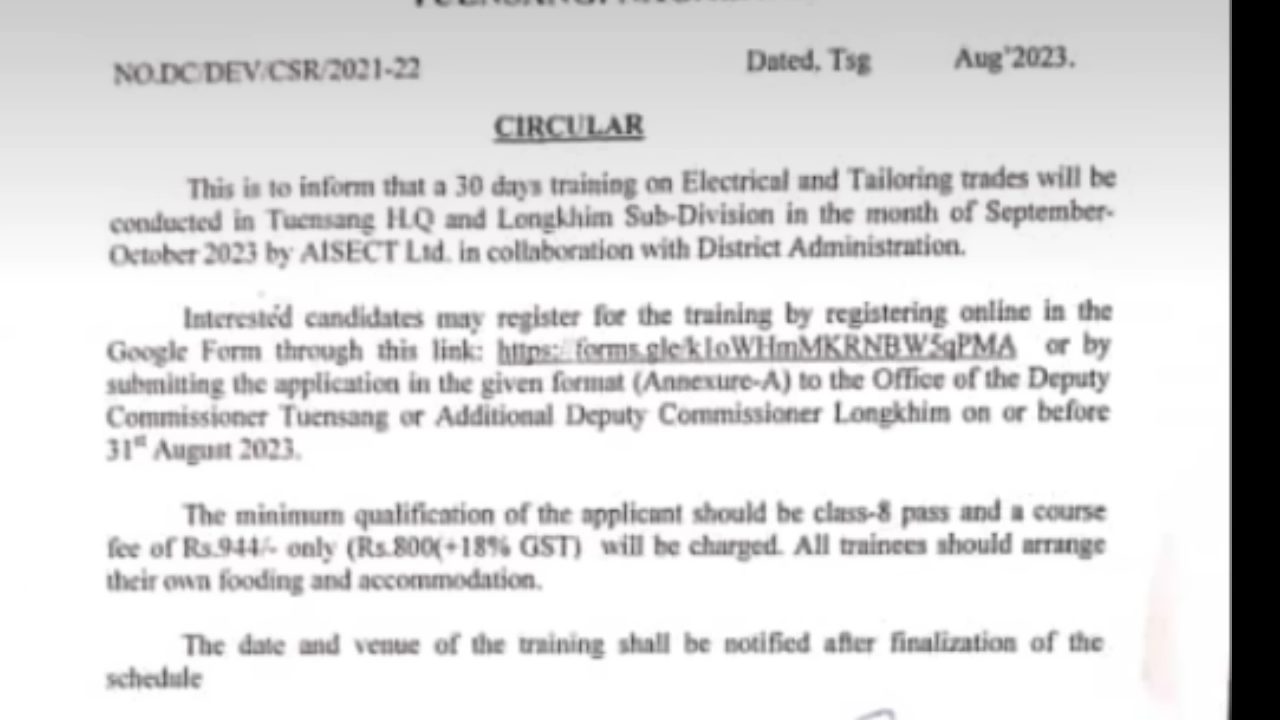 NO.DC/DEV/CSR/2021-22 Dated, Tsg Aug'2023.
CIRCULAR
This is to inform that a 30 days training on Electrical and Tailoring trades will be
conducted in Tuensang H.Q and Longkhim Sub-Division in the month of September-
October 2023 by AISECT Ltd. in collaboration with District Administration.
Interested candidates may register for the training by registering online in the
Google Form through this link: or by
submitting the application in the given format (Annexure-A) to the Office of the Deputy
Commissioner Tuensang or Additional Deputy Commissioner Longkhim on or before
31st August 2023.
The minimum qualification of the applicant should be class-8 pass and a course
fee of Rs.944/- only (Rs.800(+18% GST) will be charged. All trainees should arrange
their own fooding and accommodation.
The date and venue of the training shall be notified after finalization of the
schedule